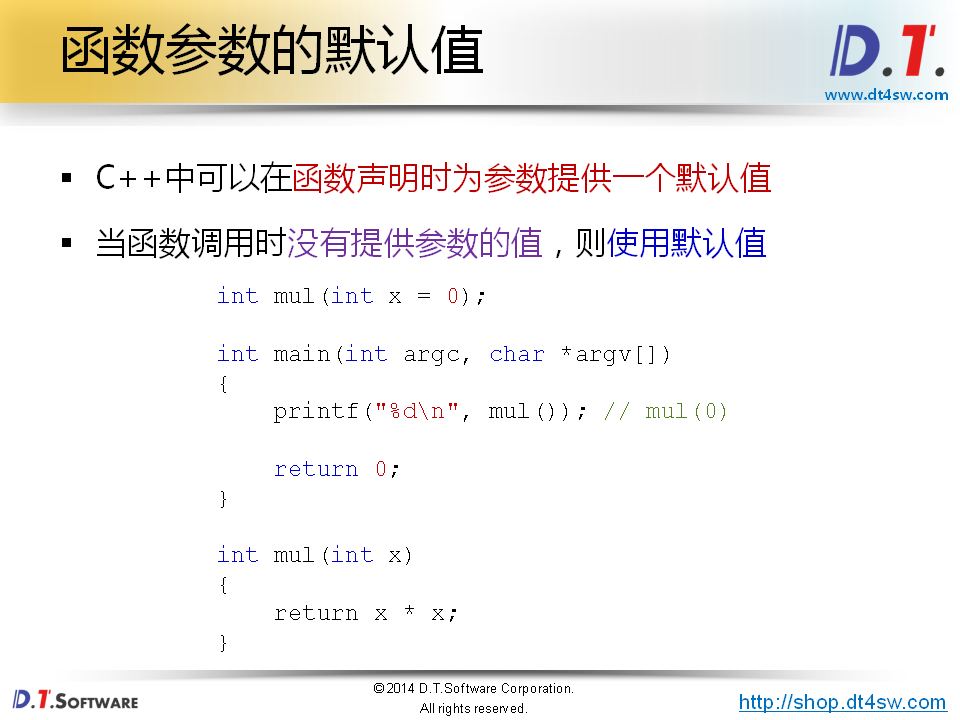 函数参数的默认值
D.T.
www.dt4sw.com
▪ C++中可以在函数声明时为参数提供一个默认值
▪ 当函数调用时没有提供参数的值，则使用默认值
int mul(int x = 0);
int main(int argc, char *argv[])
{
    printf("%d\n", mul()); // mul(0)
    return 0;
}
int mul(int x)
{
    return x * x;
}
D.T.SOFTWARE
©2014 D.T.Software Corporation.
All rights reserved.
http://shop.dt4sw.com